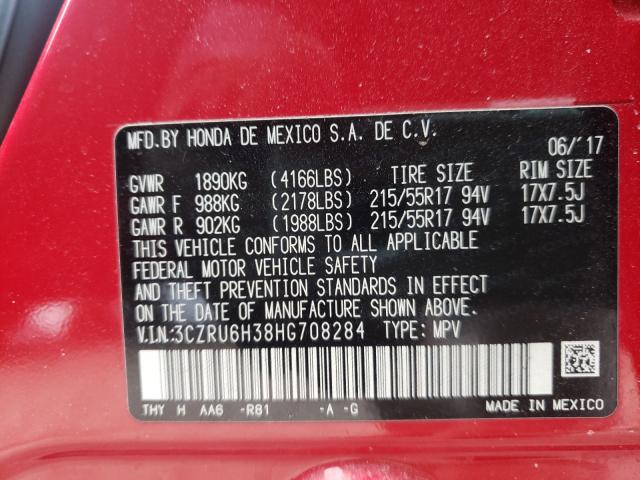 MFD.BY HONDA DE MEXICO S.A. DE C.V.
06/'17
GVWR 1890KG (4166LBS) TIRE SIZE RIM SIZE
GAWR F 988KG (2178LBS) 215/55R17 94V 17X7.5J
GAWR R 902KG (1988LBS) 215/55R17 94V 17X7.5J
THIS VEHICLE CONFORMS TO ALL APPLICABLE
FEDERAL MOTOR VEHICLE SAFETY
AND THEFT PREVENTION STANDARDS IN EFFECT
ON THE DATE OF MANUFACTURE SHOWN ABOVE.
V.I.N.:3CZRU6H38HG708284 TYPE: MPV
THY H AA6 -R81 -A -G
MADE IN MEXICO